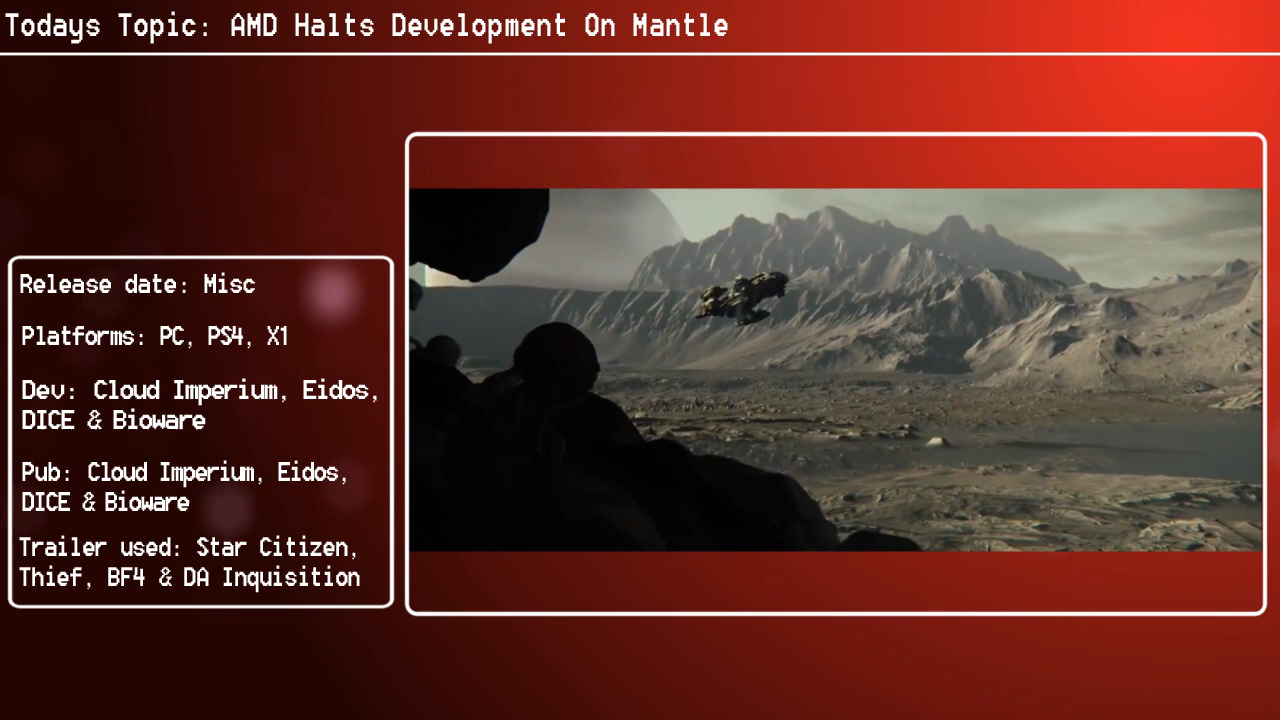 Todays Topic: AMD Halts Development On Mantle
Release date: Misc
Platforms: PC, PS4, X1
Dev: Cloud Imperium, Eidos,
DICE & Bioware
Pub: Cloud Imperium, Eidos,
DICE & Bioware
Trailer used: Star Citizen,
Thief, BF4 & DA Inquisition